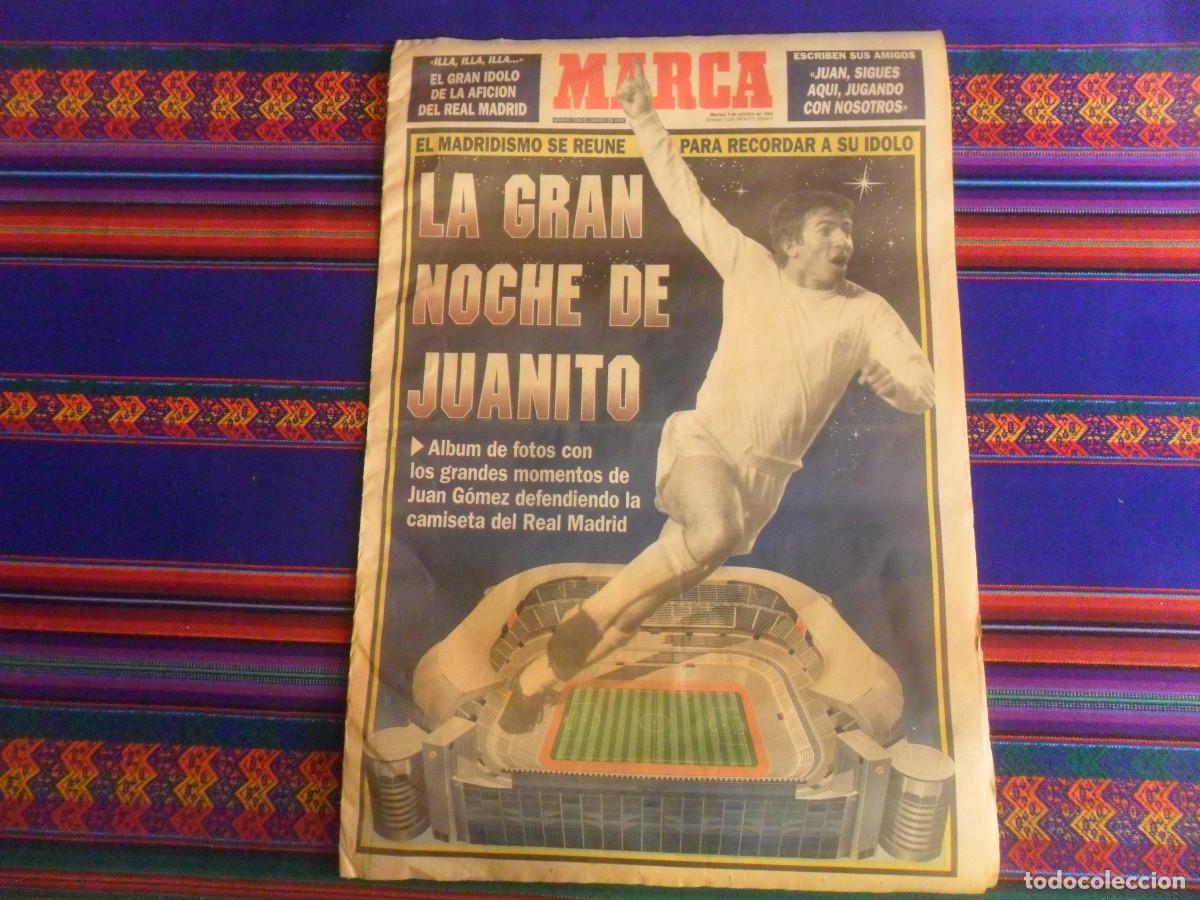 «ILLA, ILLA, ILLA...»
EL GRAN IDOLO
DE LA AFICION
DEL REAL MADRID
MARCA
ESCRIBEN SUS AMIGOS
«JUAN, SIGUES
AQUI, JUGANDO
CON NOSOTROS»
EL MADRIDISMO SE REUNE PARA RECORDAR A SU IDOLO
LA GRAN
NOCHE DE
JUANITO
Album de fotos con
los grandes momentos de
Juan Gómez defendiendo la
camiseta del Real Madrid
todocoleccion